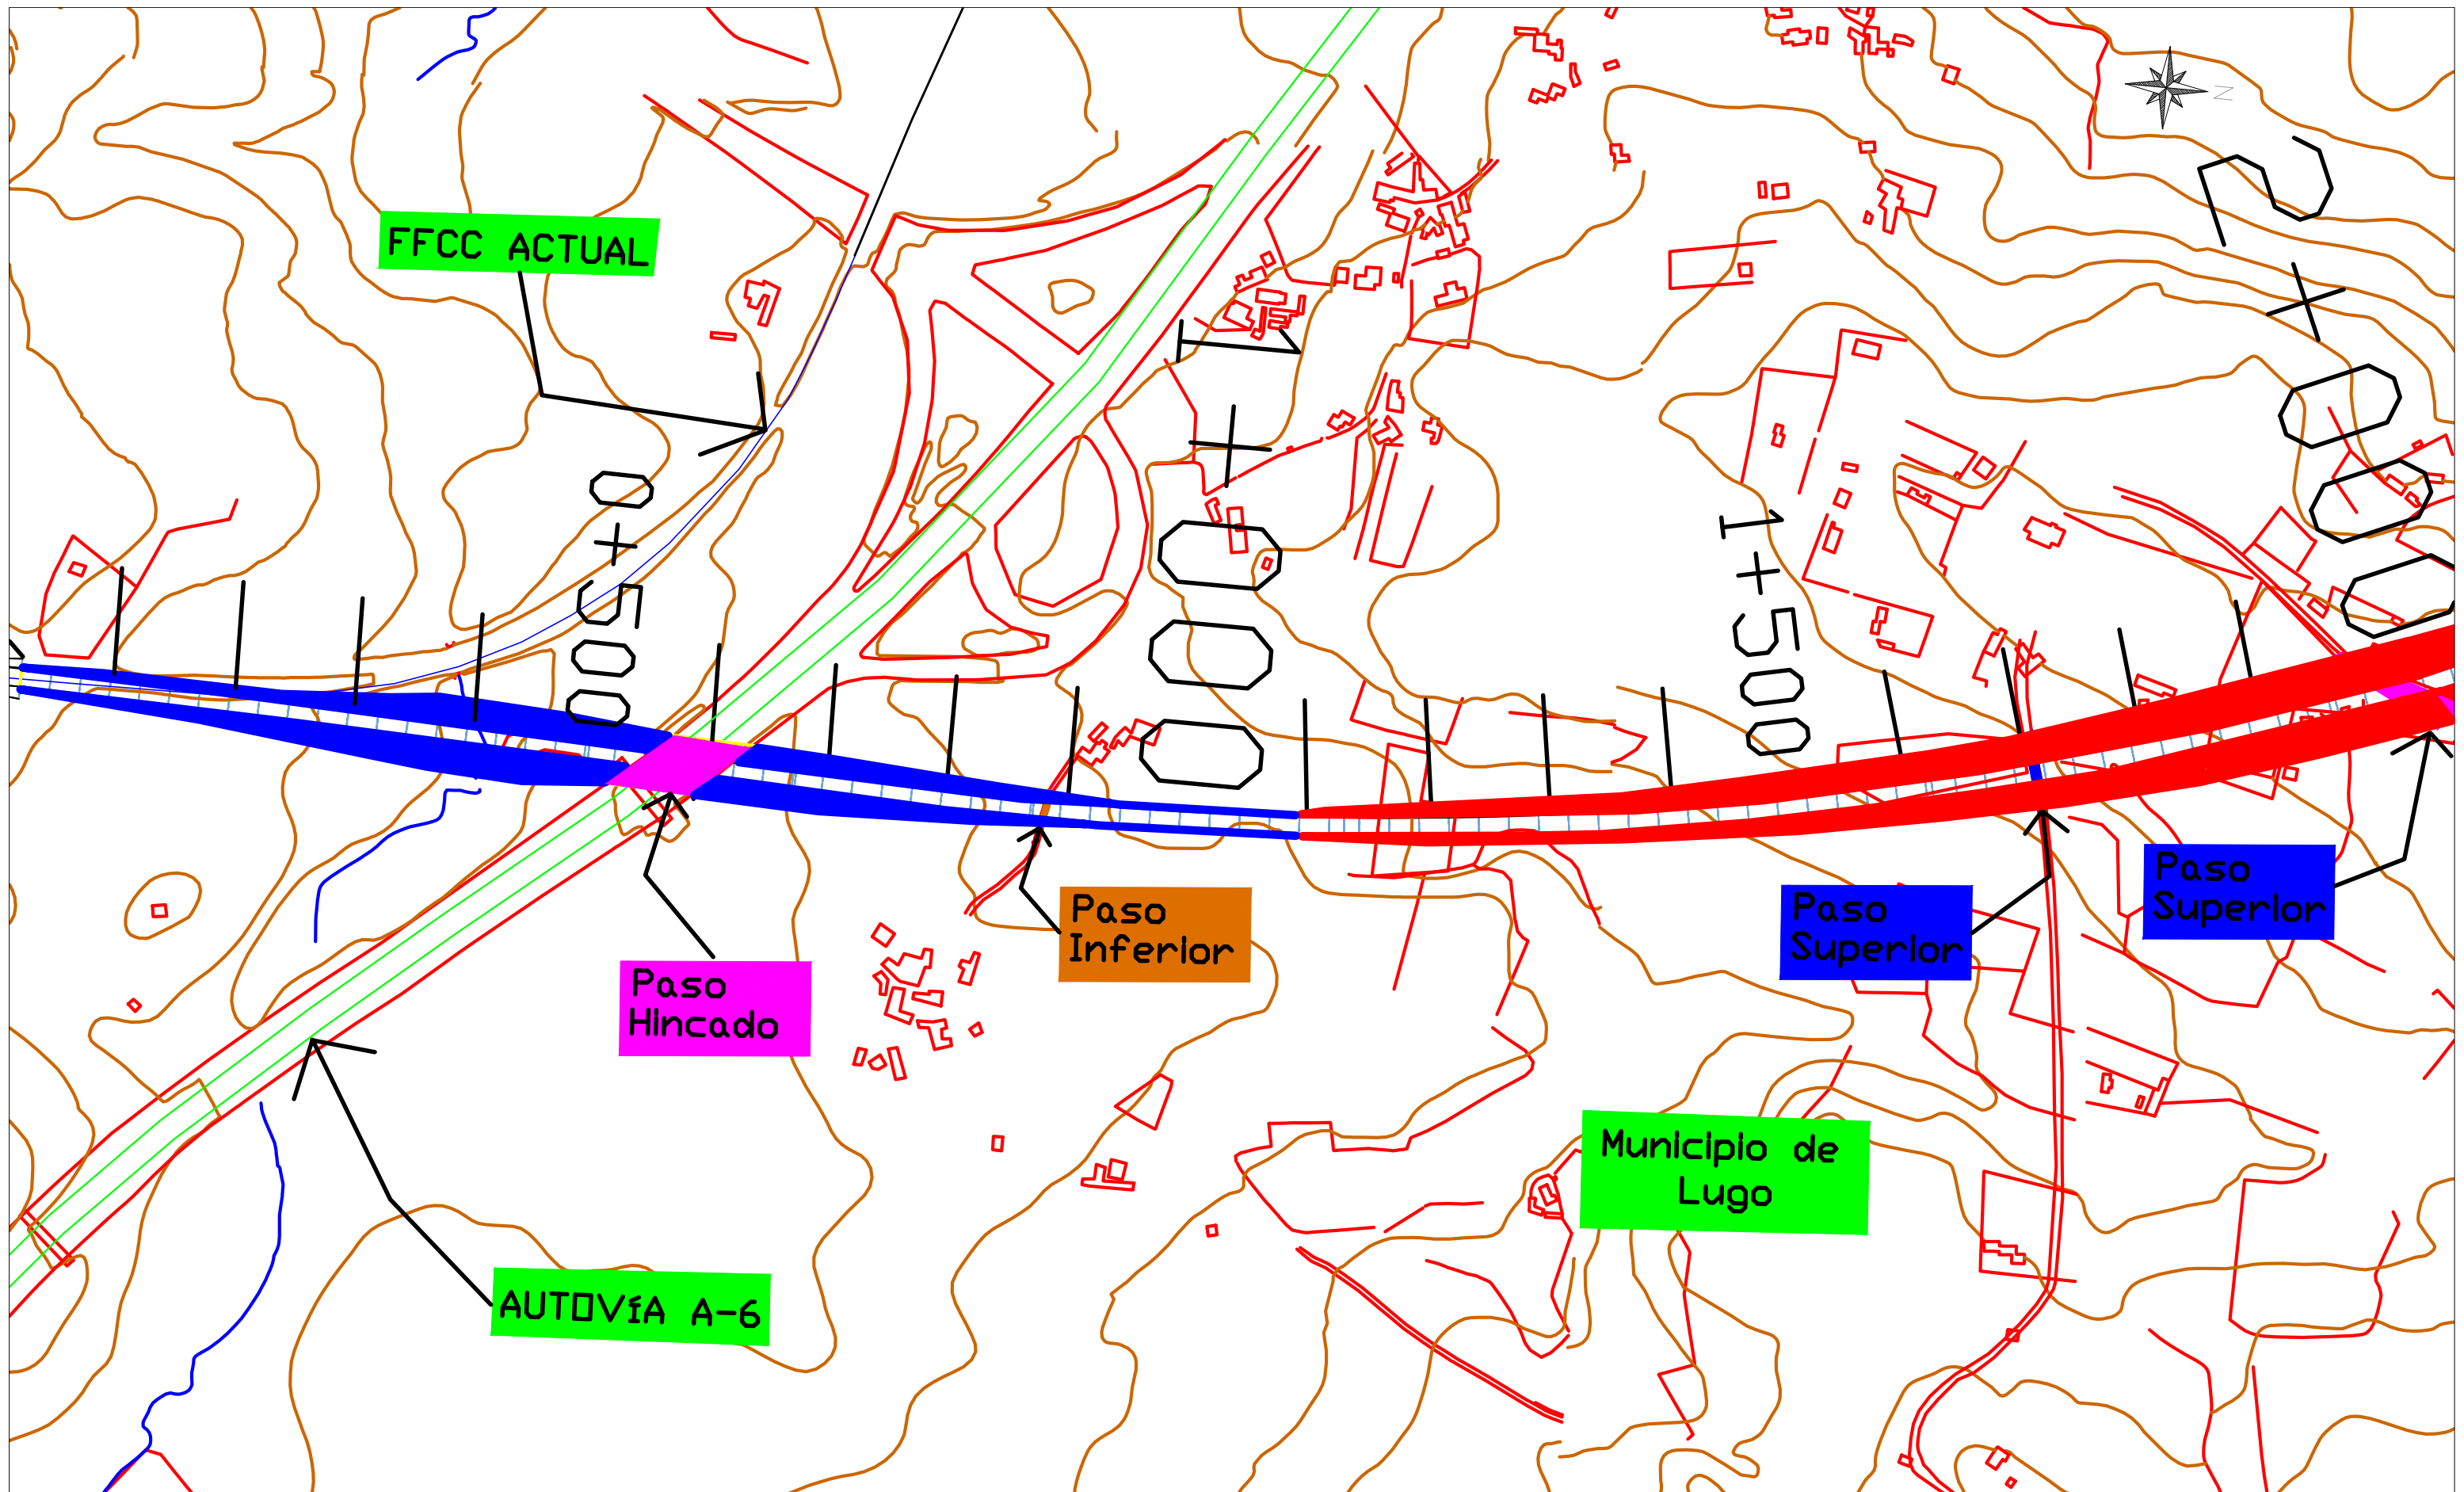 N
2+000
FFCC ACTUAL
0+500
1+000
1+500
Paso
Superior
Paso
Superior
Paso
Inferior
Paso
Hincado
Municipio de
Lugo
AUTOVíA A-6